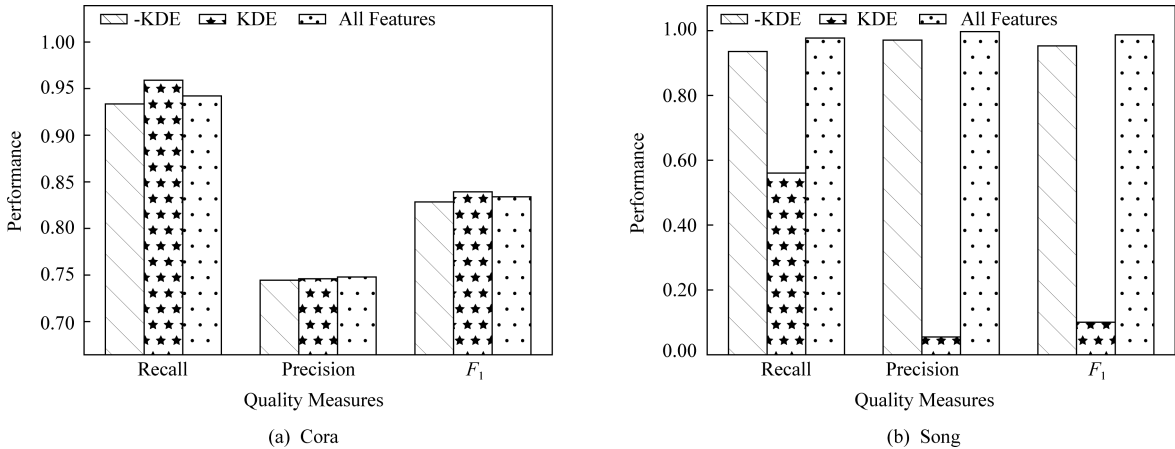 -KDE KDE All Features
1.00
0.95
0.90
0.85
0.80
0.75
0.70
Performance
Recall Precision F1
Quality Measures
(a) Cora
-KDE KDE All Features
1.00
0.80
0.60
0.40
0.20
0.00
Performance
Recall Precision F1
Quality Measures
(b) Song